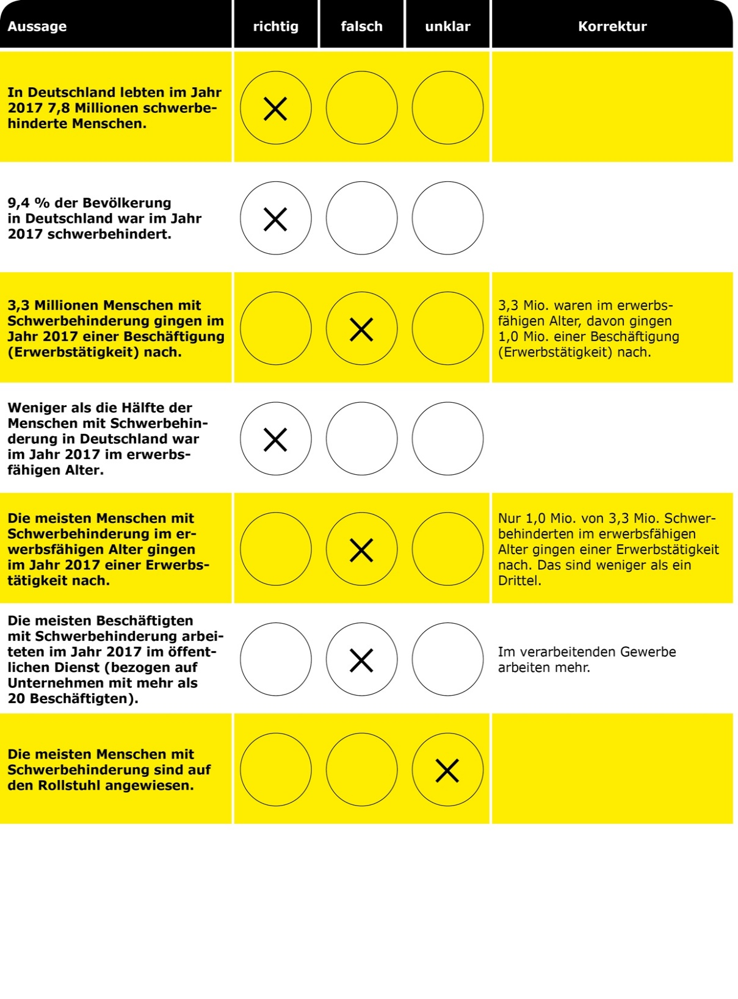 Aussage
richtig
falsch
unklar
Korrektur
In Deutschland lebten im Jahr
2017 7,8 Millionen schwerbe-
hinderte Menschen.
9,4 % der Bevölkerung
in Deutschland war im Jahr
2017 schwerbehindert.
3,3 Millionen Menschen mit
Schwerbehinderung gingen im
Jahr 2017 einer Beschäftigung
(Erwerbstätigkeit) nach.
3,3 Mio. waren im erwerbs-
fähigen Alter, davon gingen
1,0 Mio. einer Beschäftigung
(Erwerbstätigkeit) nach.
Weniger als die Hälfte der
Menschen mit Schwerbehin-
derung in Deutschland war
im Jahr 2017 im erwerbs-
fähigen Alter.
Die meisten Menschen mit
Schwerbehinderung im er-
werbsfähigen Alter gingen
im Jahr 2017 einer Erwerbs-
tätigkeit nach.
Nur 1,0 Mio. von 3,3 Mio. Schwer-
behinderten im erwerbsfähigen
Alter gingen einer Erwerbstätigkeit
nach. Das sind weniger als ein
Drittel.
Die meisten Beschäftigten
mit Schwerbehinderung arbei-
teten im Jahr 2017 im öffent-
lichen Dienst (bezogen auf
Unternehmen mit mehr als
20 Beschäftigten).
Im verarbeitenden Gewerbe
arbeiten mehr.
Die meisten Menschen mit
Schwerbehinderung sind auf
den Rollstuhl angewiesen.